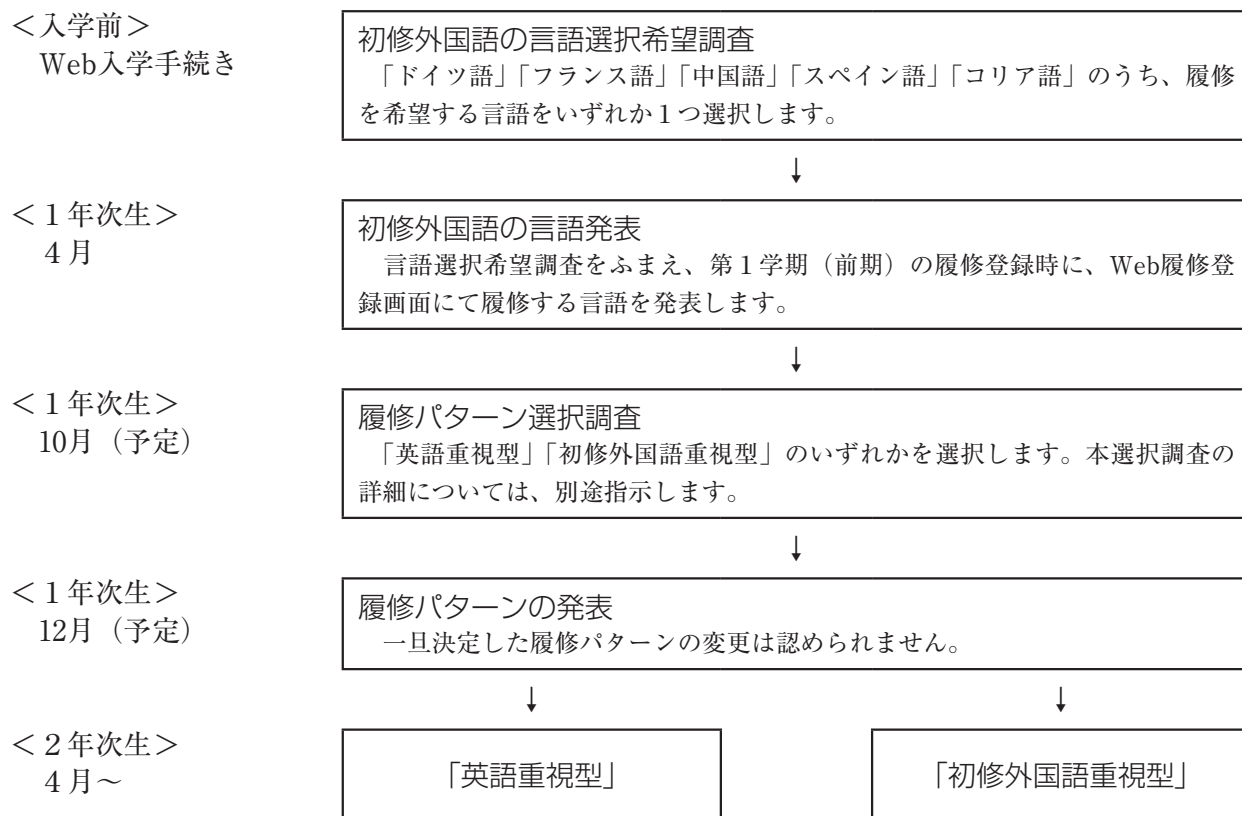 <入学前>
Web入学手続き
初修外国語の言語選択希望調査
「ドイツ語」「フランス語」「中国語」「スペイン語」「コリア語」のうち、履修
を希望する言語をいずれか1つ選択します。
↓
<1年次生>
4月
初修外国語の言語発表
言語選択希望調査をふまえ、第1学期(前期)の履修登録時に、Web履修登
録画面にて履修する言語を発表します。
↓
<1年次生>
10月(予定)
履修パターン選択調査
「英語重視型」「初修外国語重視型」のいずれかを選択します。本選択調査の
詳細については、別途指示します。
↓
<1年次生>
12月(予定)
履修パターンの発表
一旦決定した履修パターンの変更は認められません。
↓ ↓
<2年次生>
4月~
「英語重視型」
「初修外国語重視型」